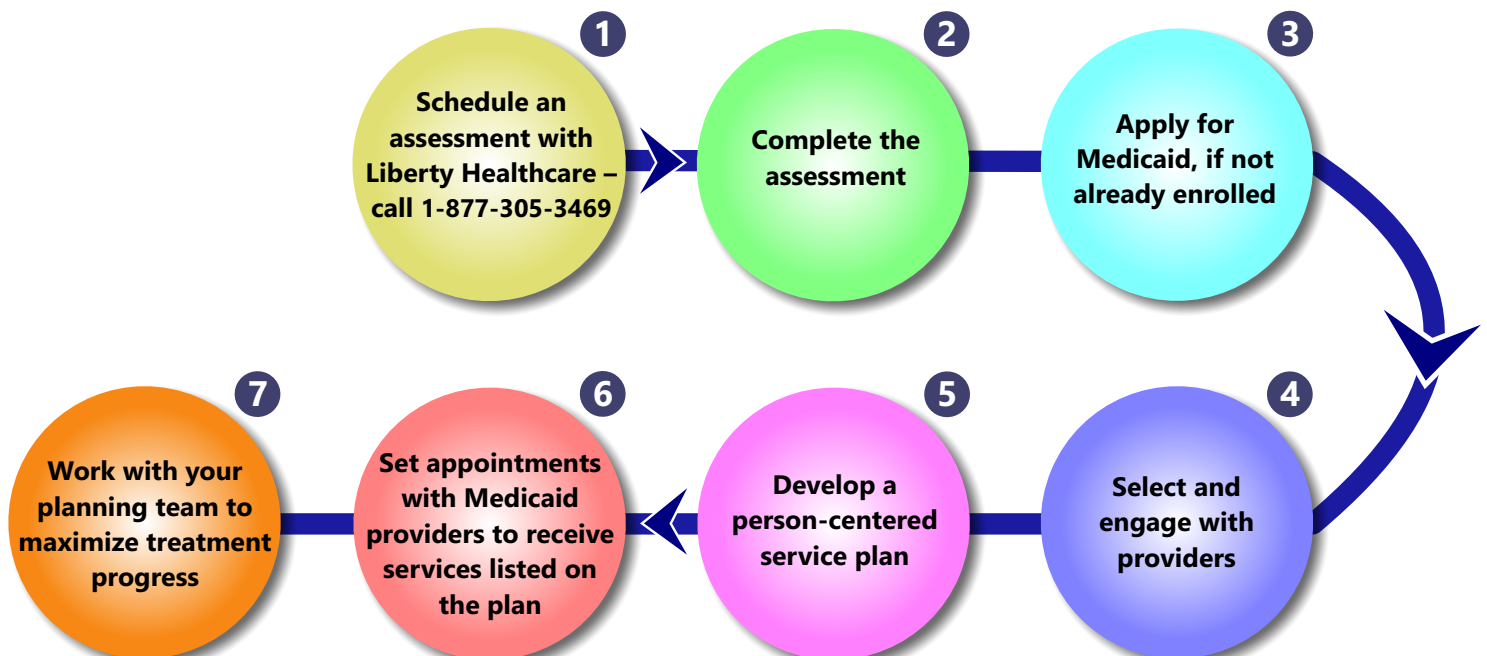 1
Schedule an
assessment with
Liberty Healthcare –
call 1-877-305-3469
2
Complete the
assessment
3
Apply for
Medicaid, if not
already enrolled
4
Select and
engage with
providers
5
Develop a
person-centered
service plan
6
Set appointments
with Medicaid
providers to receive
services listed on
the plan
7
Work with your
planning team to
maximize treatment
progress